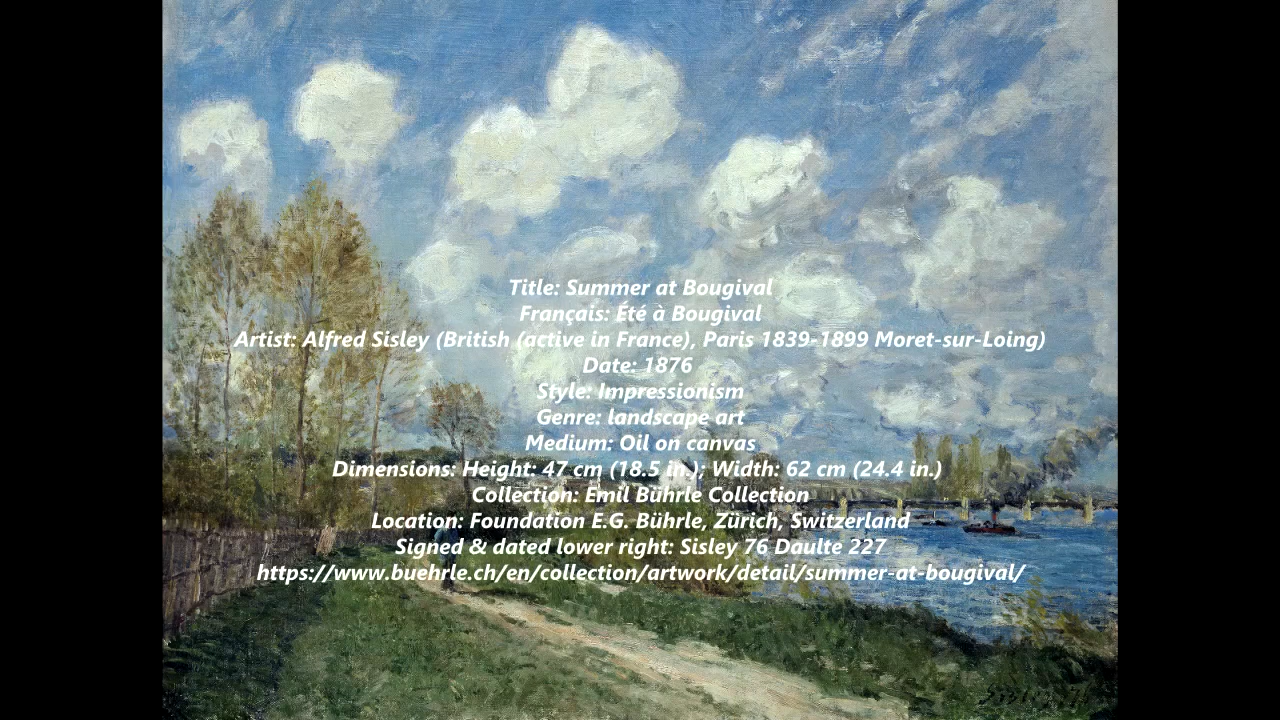 Title: Summer at Bougival
Français: Été à Bougival
Artist: Alfred Sisley (British (active in France), Paris 1839-1899 Moret-sur-Loing)
Date: 1876
Style: Impressionism
Genre: landscape art
Medium: Oil on canvas
Dimensions: Height: 47 cm (18.5 in.); Width: 62 cm (24.4 in.)
Collection: Emil Bührle Collection
Location: Foundation E.G. Bührle, Zürich, Switzerland
Signed & dated lower right: Sisley 76 Daulte 227
https://www.buehrle.ch/en/collection/artwork/detail/summer-at-bougival/